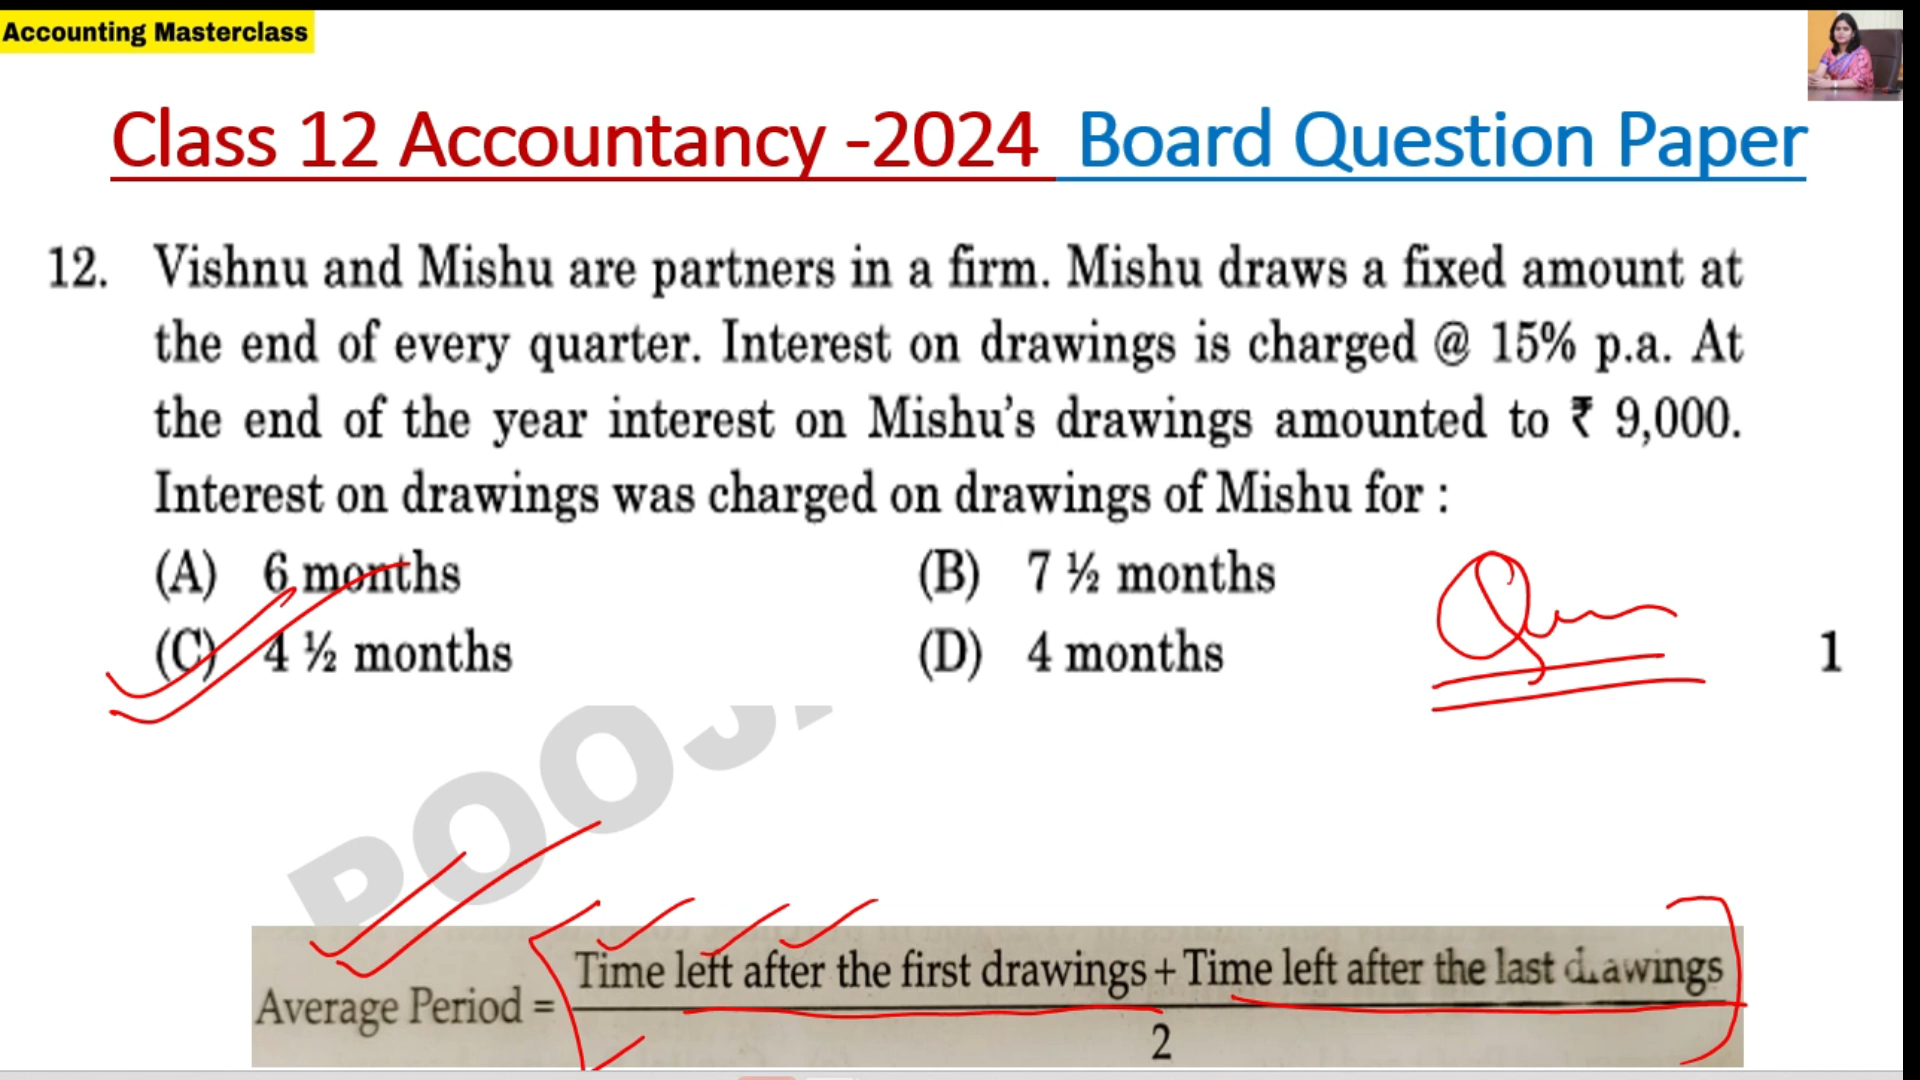 Accounting Masterclass
Class 12 Accountancy -2024 Board Question Paper
12. Vishnu and Mishu are partners in a firm. Mishu draws a fixed amount at
the end of every quarter. Interest on drawings is charged @ 15% p.a. At
the end of the year interest on Mishu's drawings amounted to ₹ 9,000.
Interest on drawings was charged on drawings of Mishu for :
(A) 6 months (B) 7 ½ months
(C) 4 ½ months (D) 4 months 1
Time left after the first drawings + Time left after the last drawings
Average Period =
2